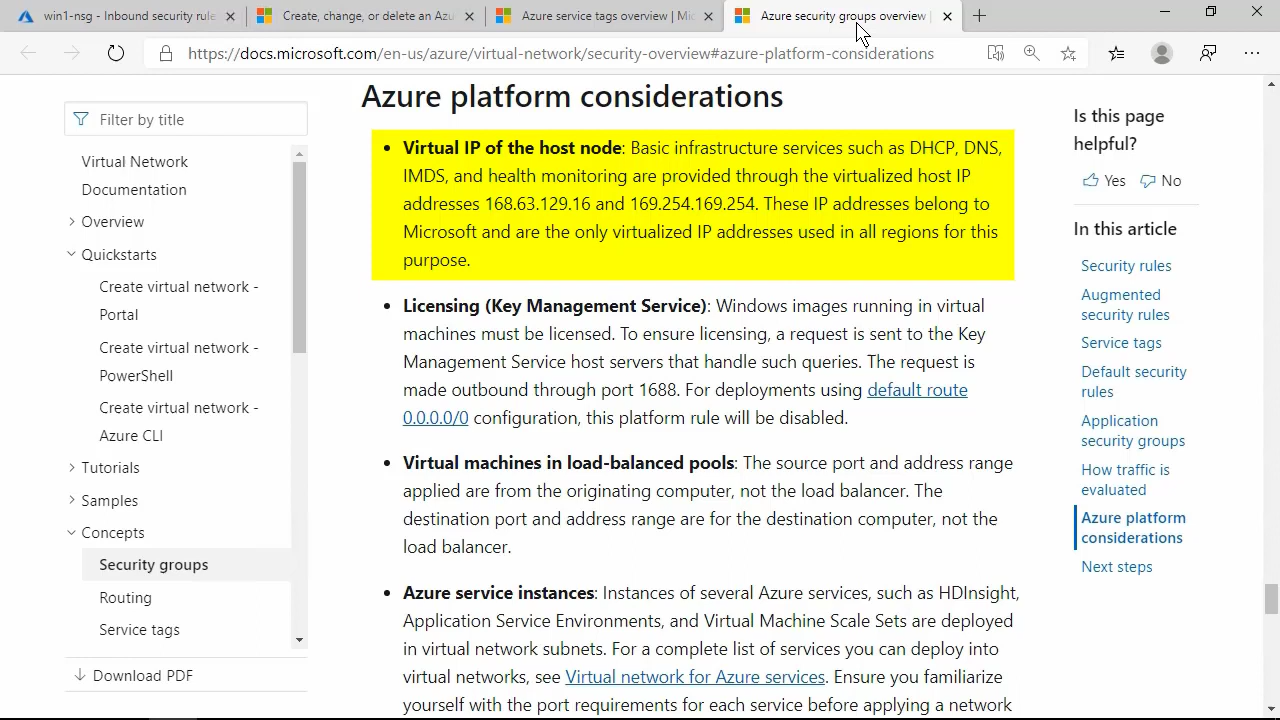 win1-nsg - Inbound security rule
Create, change, or delete an Azu
Azure service tags overview | Mic
Azure security groups overview |
https://docs.microsoft.com/en-us/azure/virtual-network/security-overview#azure-platform-considerations
Filter by title
Virtual Network
Documentation
Overview
Quickstarts
Create virtual network -
Portal
Create virtual network -
PowerShell
Create virtual network -
Azure CLI
Tutorials
Samples
Concepts
Security groups
Routing
Service tags
Download PDF
Azure platform considerations
• Virtual IP of the host node: Basic infrastructure services such as DHCP, DNS,
IMDS, and health monitoring are provided through the virtualized host IP
addresses 168.63.129.16 and 169.254.169.254. These IP addresses belong to
Microsoft and are the only virtualized IP addresses used in all regions for this
purpose.
• Licensing (Key Management Service): Windows images running in virtual
machines must be licensed. To ensure licensing, a request is sent to the Key
Management Service host servers that handle such queries. The request is
made outbound through port 1688. For deployments using default route
0.0.0.0/0 configuration, this platform rule will be disabled.
• Virtual machines in load-balanced pools: The source port and address range
applied are from the originating computer, not the load balancer. The
destination port and address range are for the destination computer, not the
load balancer.
• Azure service instances: Instances of several Azure services, such as HDInsight,
Application Service Environments, and Virtual Machine Scale Sets are deployed
in virtual network subnets. For a complete list of services you can deploy into
virtual networks, see Virtual network for Azure services. Ensure you familiarize
yourself with the port requirements for each service before applying a network
Is this page
helpful?
Yes No
In this article
Security rules
Augmented
security rules
Service tags
Default security
rules
Application
security groups
How traffic is
evaluated
Azure platform
considerations
Next steps